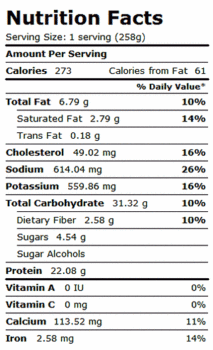 Nutrition Facts
Serving Size: 1 serving (258g)
Amount Per Serving
Calories 273 Calories from Fat 61
% Daily Value*
Total Fat 6.79 g 10%
Saturated Fat 2.79 g 14%
Trans Fat 0.18 g
Cholesterol 49.02 mg 16%
Sodium 614.04 mg 26%
Potassium 559.86 mg 16%
Total Carbohydrate 31.32 g 10%
Dietary Fiber 2.58 g 10%
Sugars 4.54 g
Sugar Alcohols
Protein 22.08 g
Vitamin A 0 IU 0%
Vitamin C 0 mg 0%
Calcium 113.52 mg 11%
Iron 2.58 mg 14%